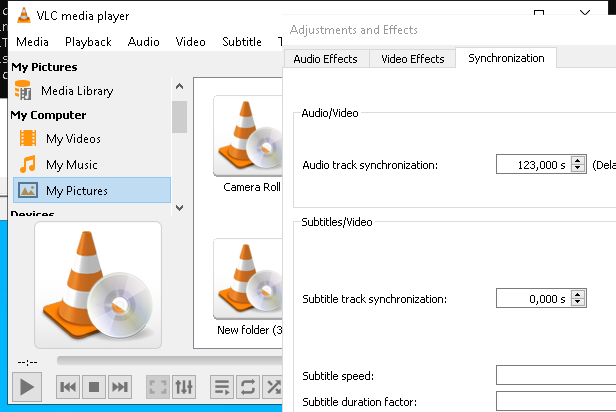 VLC media player
Media Playback Audio Video Subtitle
My Pictures
Media Library
My Computer
My Videos
My Music
My Pictures
Devices
Camera Roll
New folder (3
--:--
Adjustments and Effects
Audio Effects Video Effects Synchronization
Audio/Video
Audio track synchronization: 123,000 s (Dela
Subtitles/Video
Subtitle track synchronization: 0,000 s
Subtitle speed:
Subtitle duration factor: